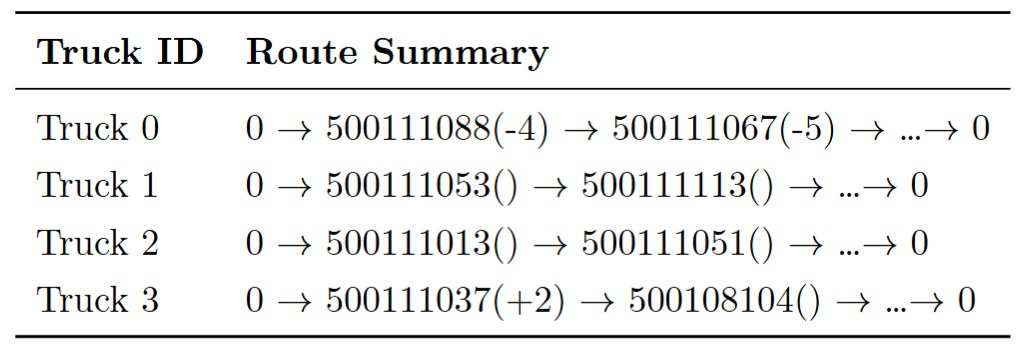 Truck ID Route Summary
Truck 0 0 → 500111088(-4) → 500111067(-5) → …→ 0
Truck 1 0 → 500111053() → 500111113() → …→ 0
Truck 2 0 → 500111013() → 500111051() → …→ 0
Truck 3 0 → 500111037(+2) → 500108104() → …→ 0